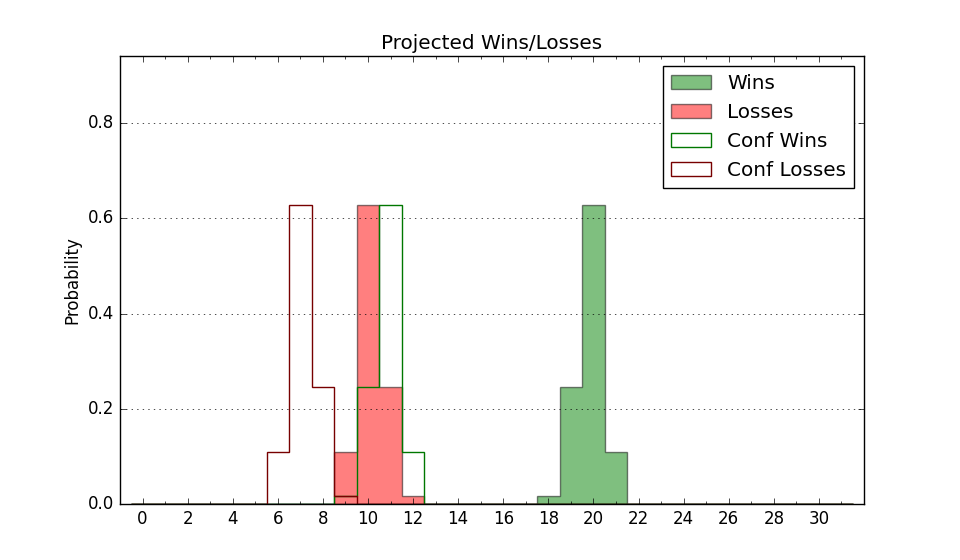 Projected Wins/Losses
Wins
Losses
Conf Wins
Conf Losses
Probability
0.8
0.6
0.4
0.2
0.0
0 2 4 6 8 10 12 14 16 18 20 22 24 26 28 30